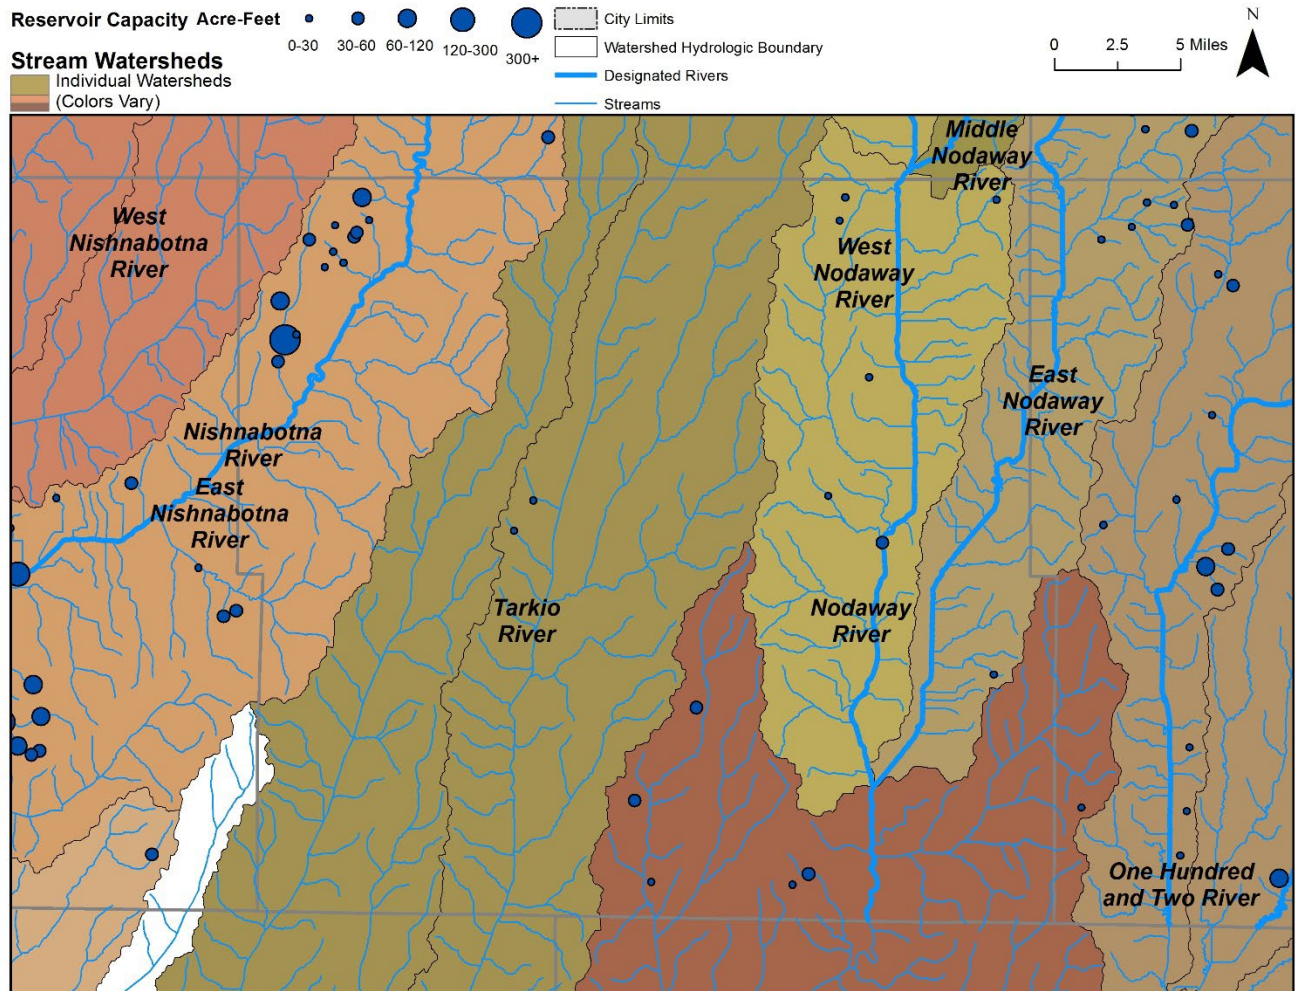 Reservoir Capacity Acre-Feet
0-30
30-60
60-120
120-300
300+
Stream Watersheds
Individual Watersheds
(Colors Vary)
City Limits
Watershed Hydrologic Boundary
Designated Rivers
Streams
0 2.5 5 Miles
N
Middle
Nodaway
River
West
Nishnabotna
River
West
Nodaway
River
East
Nodaway
River
Nishnabotna
River
East
Nishnabotna
River
Tarkio
River
Nodaway
River
One Hundred
and Two River